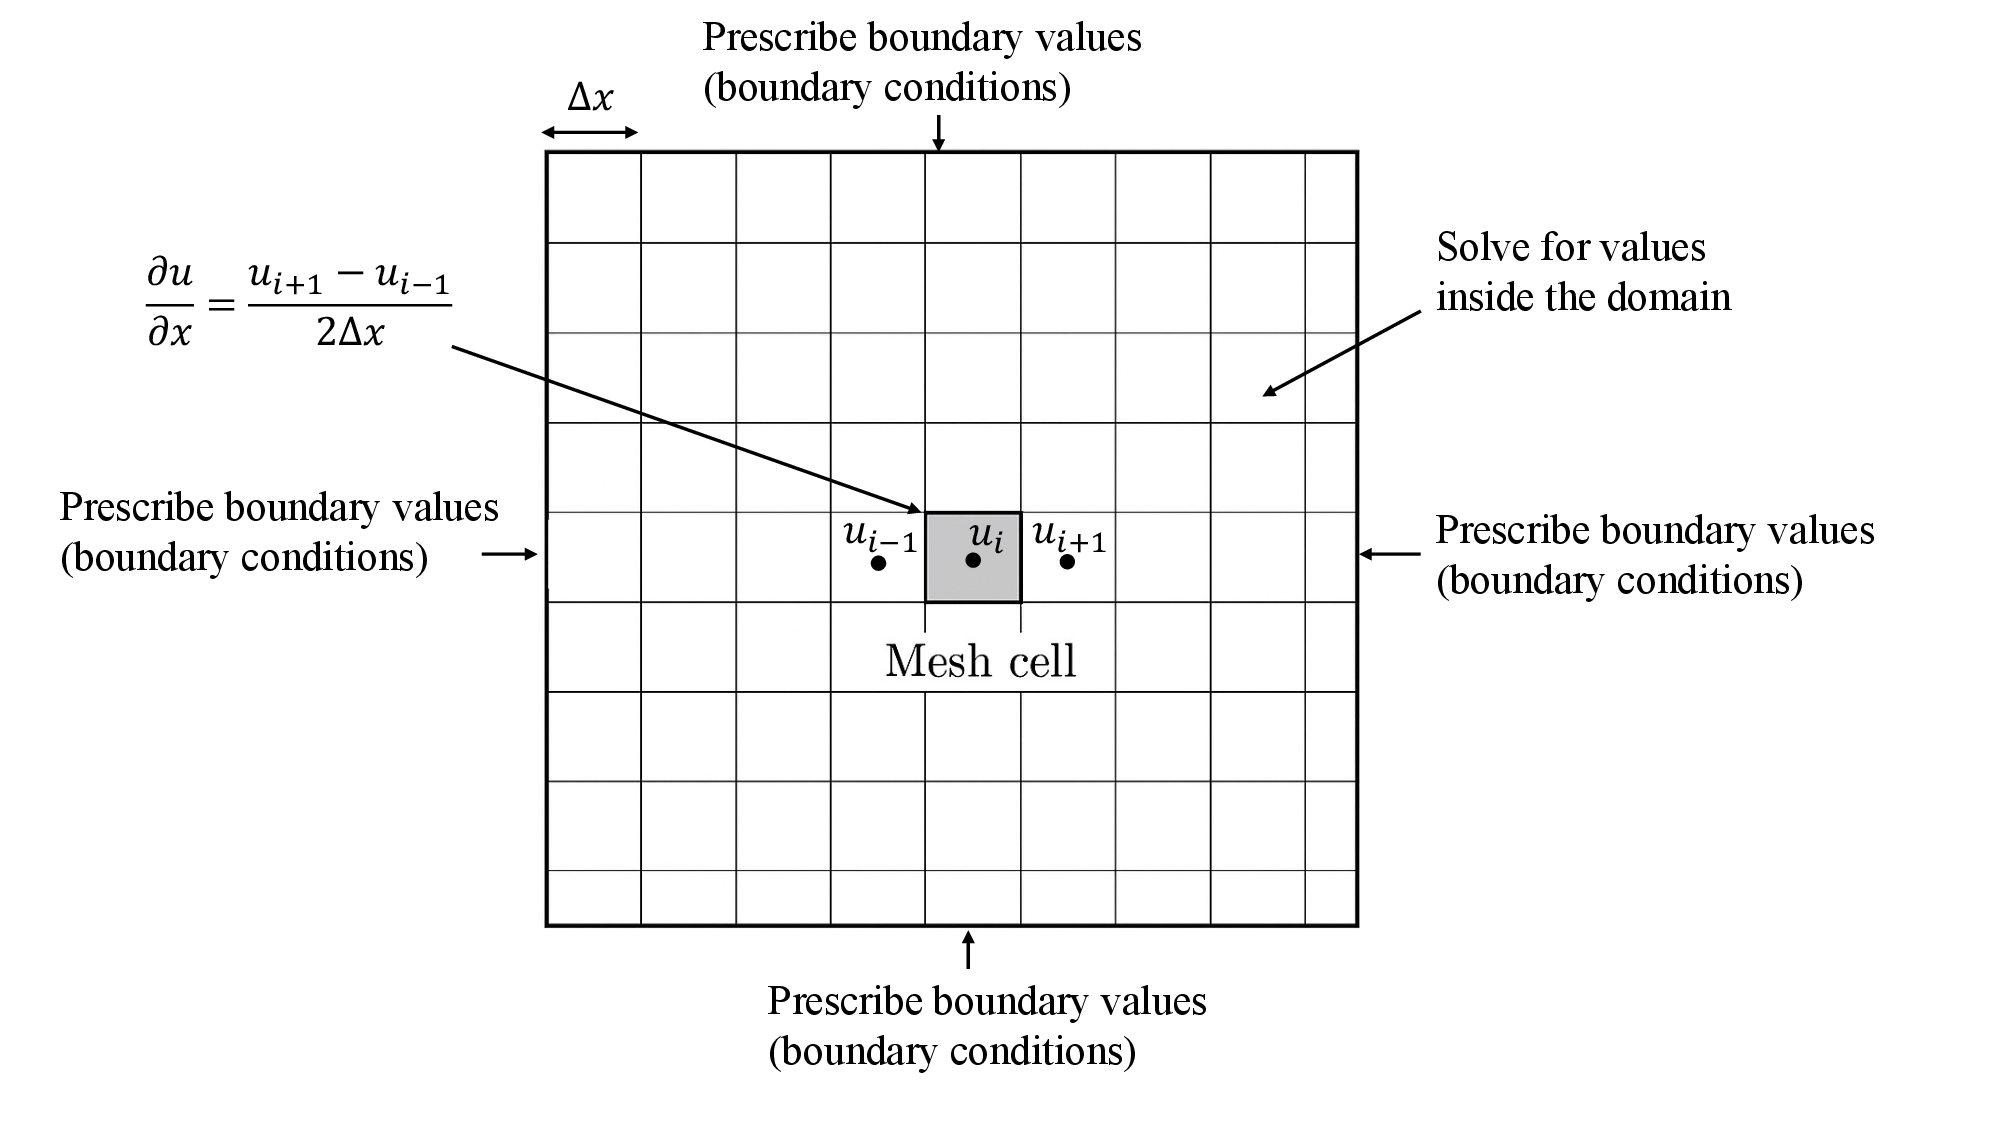 Prescribe boundary values
(boundary conditions)
Δx
Solve for values
inside the domain
∂u/∂x = (u_{i+1} − u_{i−1})/(2Δx)
Prescribe boundary values
(boundary conditions)
u_{i−1} u_i u_{i+1}
Prescribe boundary values
(boundary conditions)
Mesh cell
Prescribe boundary values
(boundary conditions)